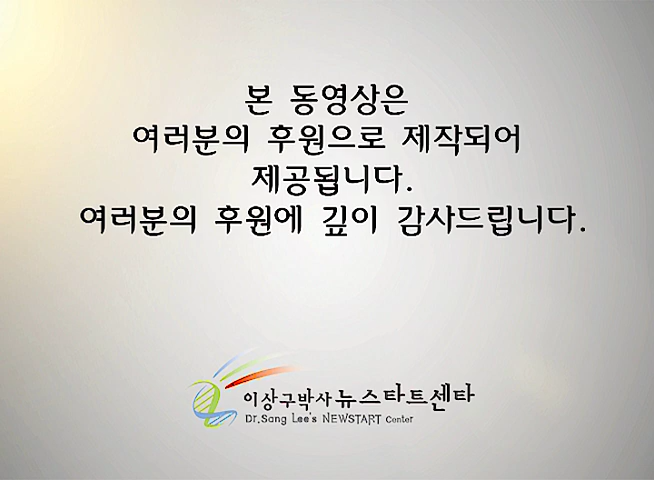 본 동영상은
여러분의 후원으로 제작되어
제공됩니다.
여러분의 후원에 깊이 감사드립니다.
이상구박사 뉴스타트센타
Dr.Sang Lee's NEWSTART Center